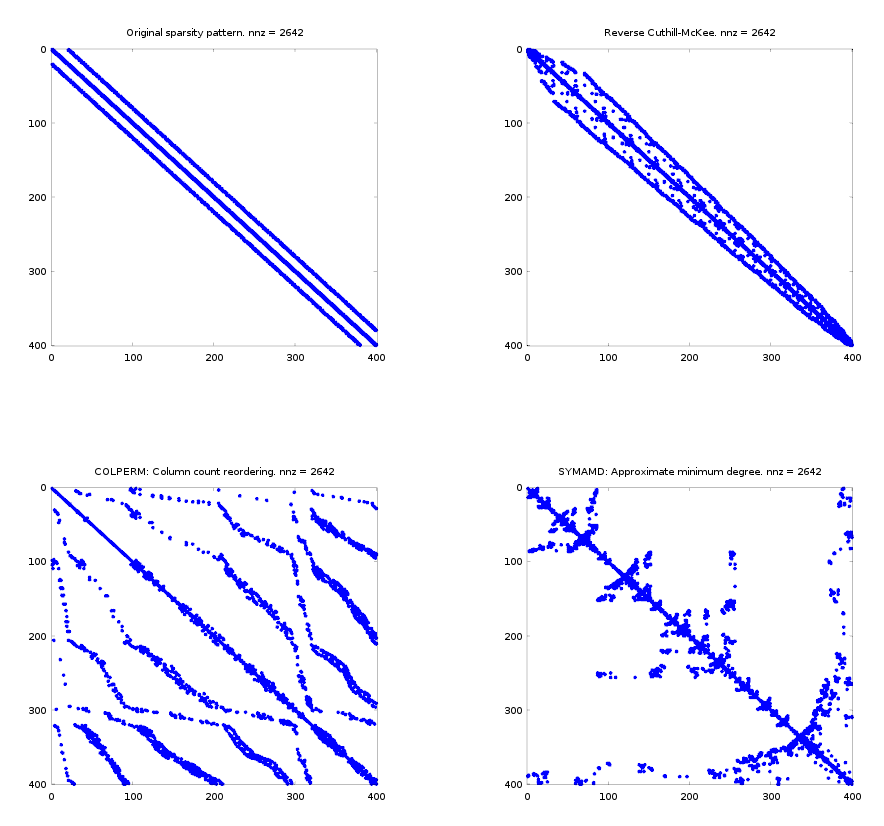 Original sparsity pattern. nnz = 2642
0
100
200
300
400
0 100 200 300 400
Reverse Cuthill-McKee. nnz = 2642
0
100
200
300
400
0 100 200 300 400
COLPERM: Column count reordering. nnz = 2642
0
100
200
300
400
0 100 200 300 400
SYMAMD: Approximate minimum degree. nnz = 2642
0
100
200
300
400
0 100 200 300 400